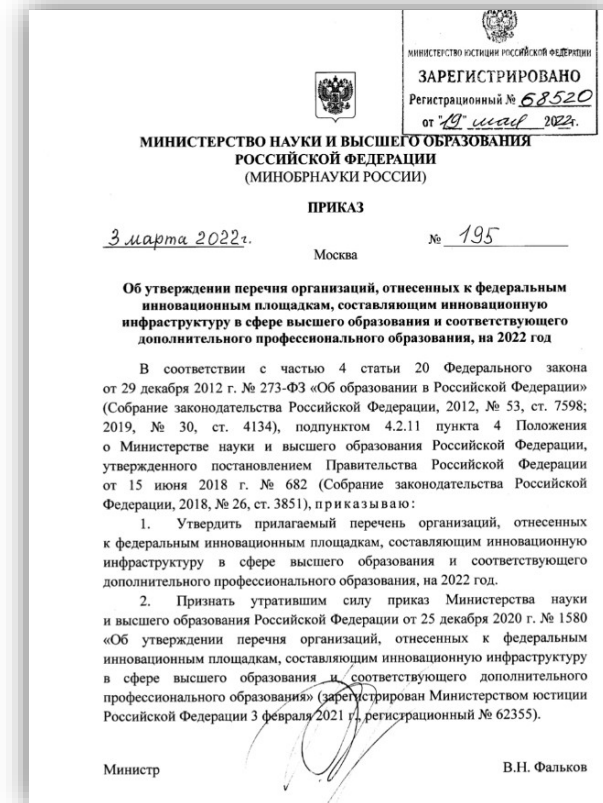 МИНИСТЕРСТВО ЮСТИЦИИ РОССИЙСКОЙ ФЕДЕРАЦИИ
ЗАРЕГИСТРИРОВАНО
Регистрационный № 68520
от "19" мая 2022г.
МИНИСТЕРСТВО НАУКИ И ВЫСШЕГО ОБРАЗОВАНИЯ
РОССИЙСКОЙ ФЕДЕРАЦИИ
(МИНОБРНАУКИ РОССИИ)
ПРИКАЗ
3 марта 2022г. № 195
Москва
Об утверждении перечня организаций, отнесенных к федеральным
инновационным площадкам, составляющим инновационную
инфраструктуру в сфере высшего образования и соответствующего
дополнительного профессионального образования, на 2022 год
В соответствии с частью 4 статьи 20 Федерального закона
от 29 декабря 2012 г. № 273-ФЗ «Об образовании в Российской Федерации»
(Собрание законодательства Российской Федерации, 2012, № 53, ст. 7598;
2019, № 30, ст. 4134), подпунктом 4.2.11 пункта 4 Положения
о Министерстве науки и высшего образования Российской Федерации,
утвержденного постановлением Правительства Российской Федерации
от 15 июня 2018 г. № 682 (Собрание законодательства Российской
Федерации, 2018, № 26, ст. 3851), приказываю:
1. Утвердить прилагаемый перечень организаций, отнесенных
к федеральным инновационным площадкам, составляющим инновационную
инфраструктуру в сфере высшего образования и соответствующего
дополнительного профессионального образования, на 2022 год.
2. Признать утратившим силу приказ Министерства науки
и высшего образования Российской Федерации от 25 декабря 2020 г. № 1580
«Об утверждении перечня организаций, отнесенных к федеральным
инновационным площадкам, составляющим инновационную инфраструктуру
в сфере высшего образования и соответствующего дополнительного
профессионального образования» (зарегистрирован Министерством юстиции
Российской Федерации 3 февраля 2021 г., регистрационный № 62355).
Министр В.Н. Фальков